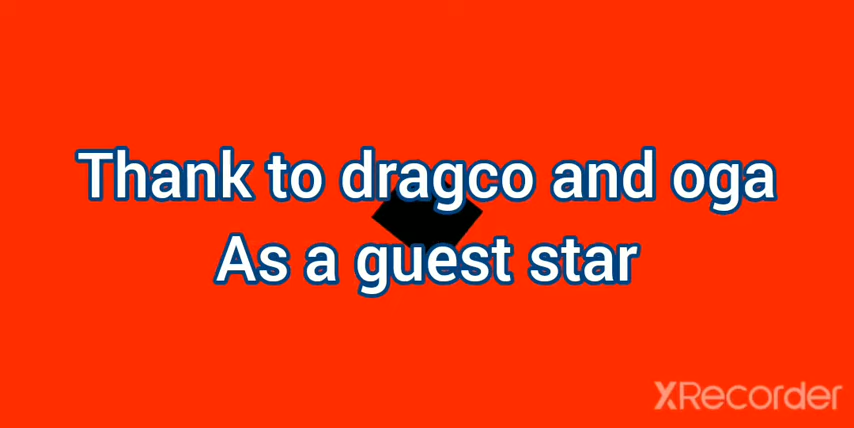 Thank to dragco and oga
As a guest star
XRecorder